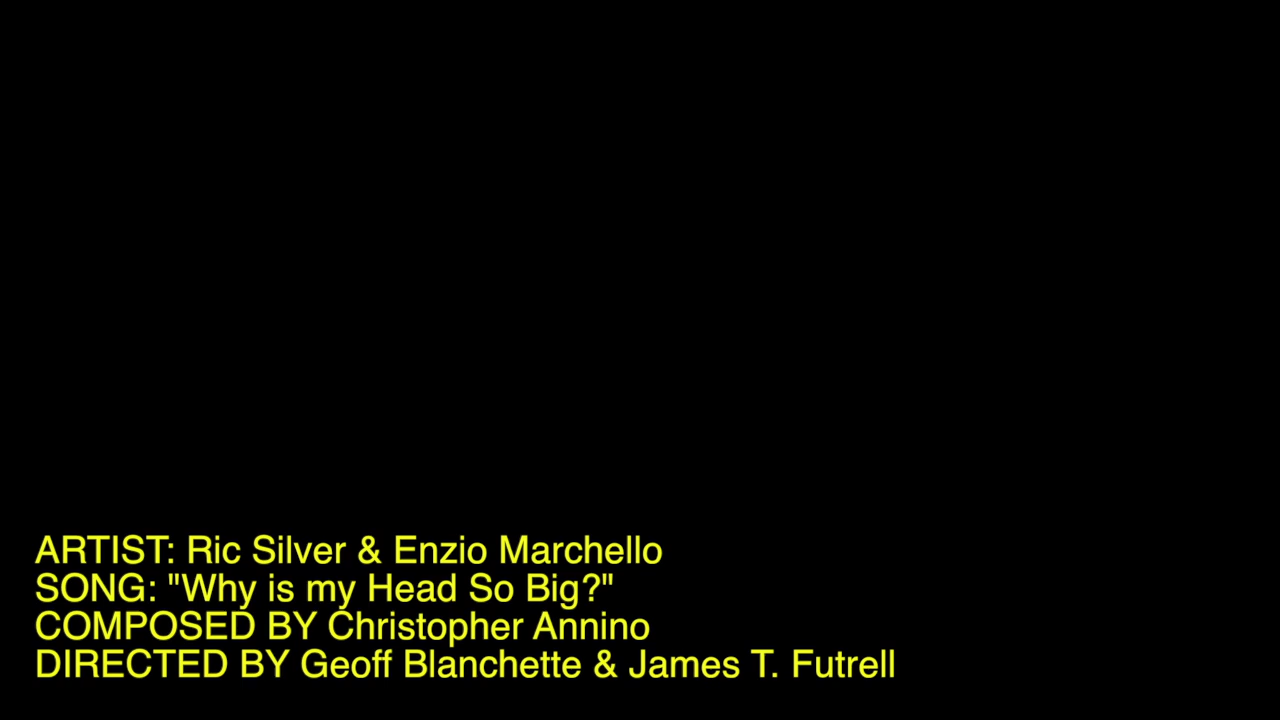 ARTIST: Ric Silver & Enzio Marchello
SONG: "Why is my Head So Big?"
COMPOSED BY Christopher Annino
DIRECTED BY Geoff Blanchette & James T. Futrell